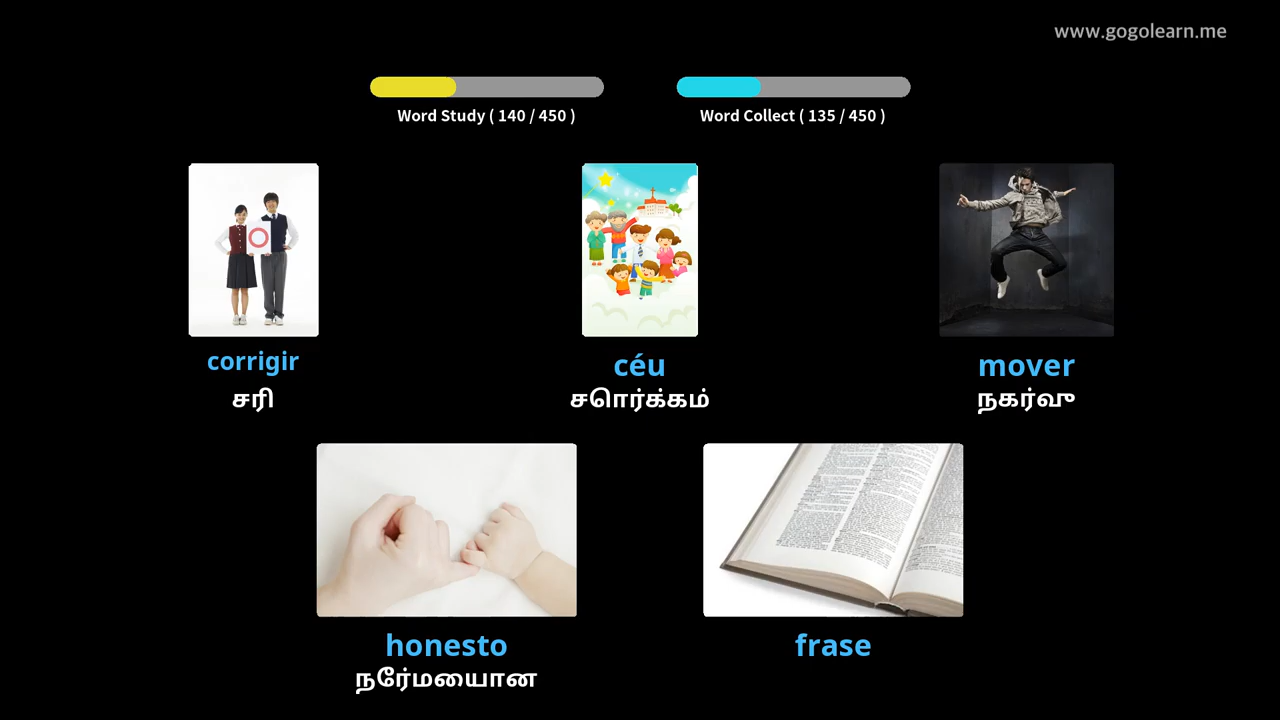 www.gogolearn.me
Word Study ( 140 / 450 )
Word Collect ( 135 / 450 )
corrigir
சரி
céu
சொர்க்கம்
mover
நகர்வு
honesto
நேர்மையான
frase